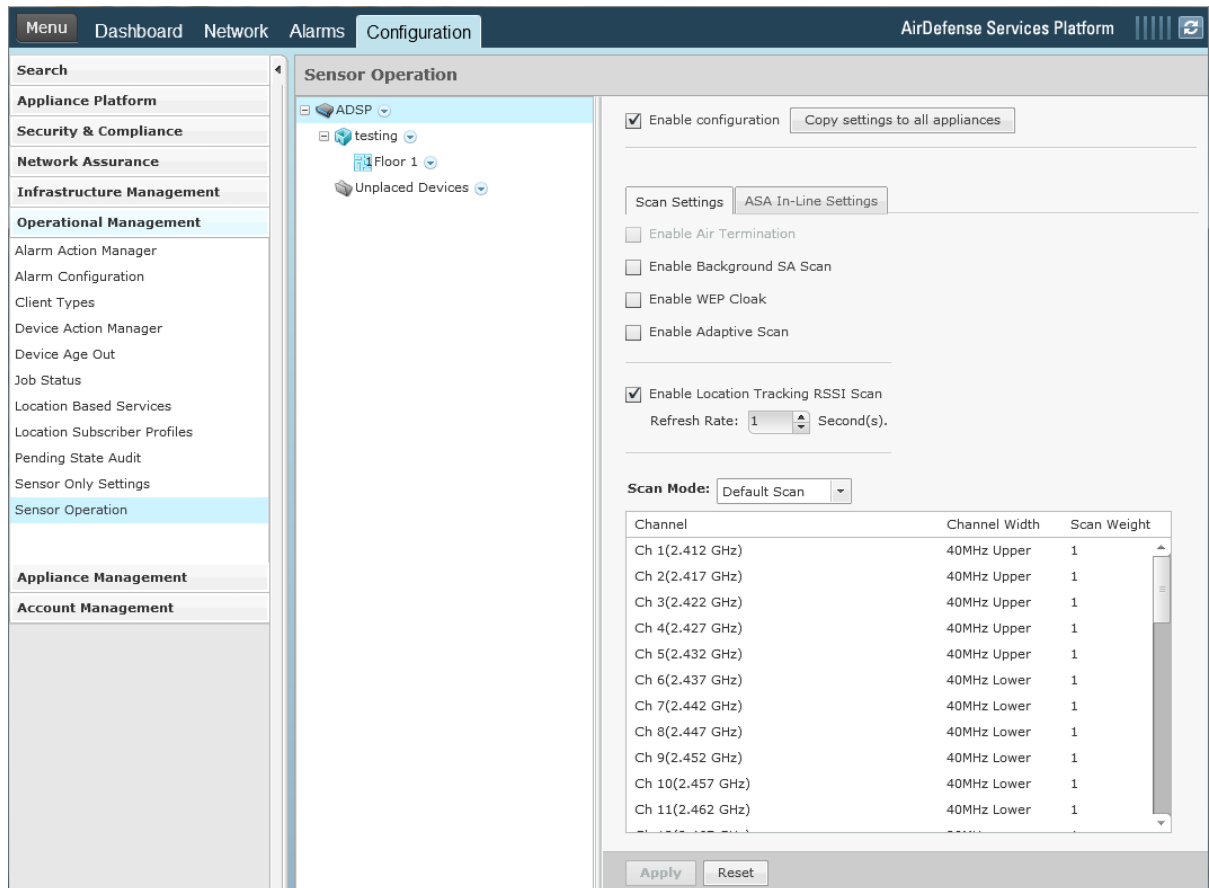 Menu Dashboard Network Alarms Configuration AirDefense Services Platform
Search
Appliance Platform
Security & Compliance
Network Assurance
Infrastructure Management
Operational Management
Alarm Action Manager
Alarm Configuration
Client Types
Device Action Manager
Device Age Out
Job Status
Location Based Services
Location Subscriber Profiles
Pending State Audit
Sensor Only Settings
Sensor Operation
Appliance Management
Account Management
Sensor Operation
ADSP
testing
1 Floor 1
Unplaced Devices
Enable configuration Copy settings to all appliances
Scan Settings ASA In-Line Settings
Enable Air Termination
Enable Background SA Scan
Enable WEP Cloak
Enable Adaptive Scan
Enable Location Tracking RSSI Scan
Refresh Rate: 1 Second(s).
Scan Mode: Default Scan
Channel Channel Width Scan Weight
Ch 1(2.412 GHz) 40MHz Upper 1
Ch 2(2.417 GHz) 40MHz Upper 1
Ch 3(2.422 GHz) 40MHz Upper 1
Ch 4(2.427 GHz) 40MHz Upper 1
Ch 5(2.432 GHz) 40MHz Upper 1
Ch 6(2.437 GHz) 40MHz Lower 1
Ch 7(2.442 GHz) 40MHz Lower 1
Ch 8(2.447 GHz) 40MHz Lower 1
Ch 9(2.452 GHz) 40MHz Lower 1
Ch 10(2.457 GHz) 40MHz Lower 1
Ch 11(2.462 GHz) 40MHz Lower 1
Apply Reset